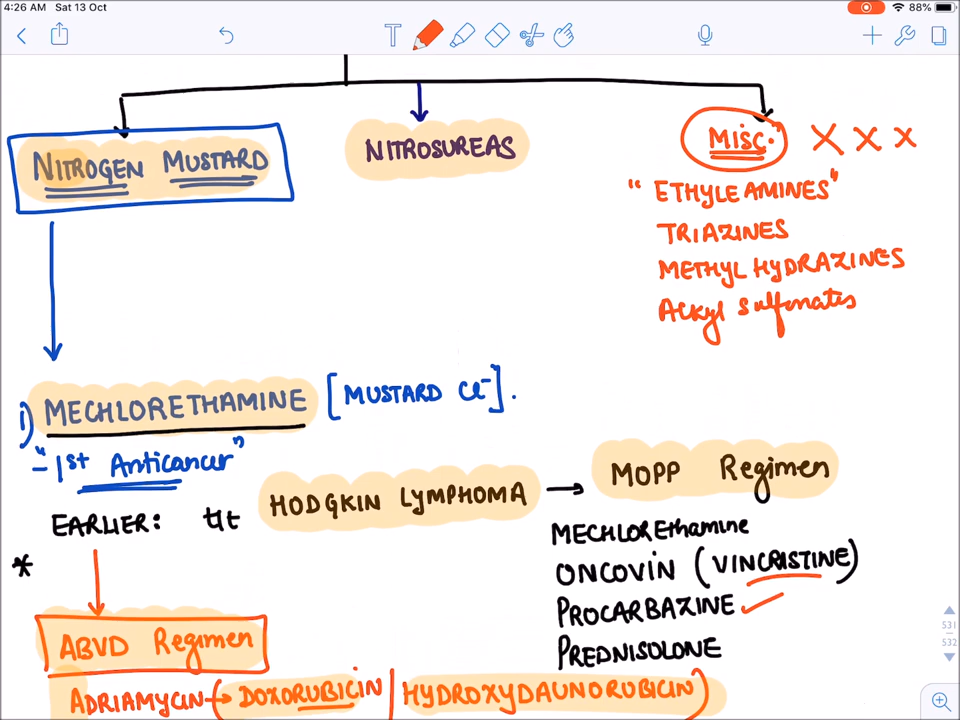 4:26 AM Sat 13 Oct
88%
T
NITROGEN MUSTARD
NITROSUREAS
MISC. X X X
"ETHYLEAMINES"
TRIAZINES
METHYL HYDRAZINES
Alkyl Sulfonates
1) MECHLORETHAMINE [MUSTARD Cl-].
- "1st Anticancer"
EARLIER: tlt HODGKIN LYMPHOMA → MOPP Regimen
MECHLOREthamine
ONCOVIN (VINCRISTINE)
PROCARBAZINE ✓
PREDNISOLONE
*
ABVD Regimen
ADRIAMYCIN → (DOXORUBICIN | HYDROXYDAUNORUBICIN)
531
532